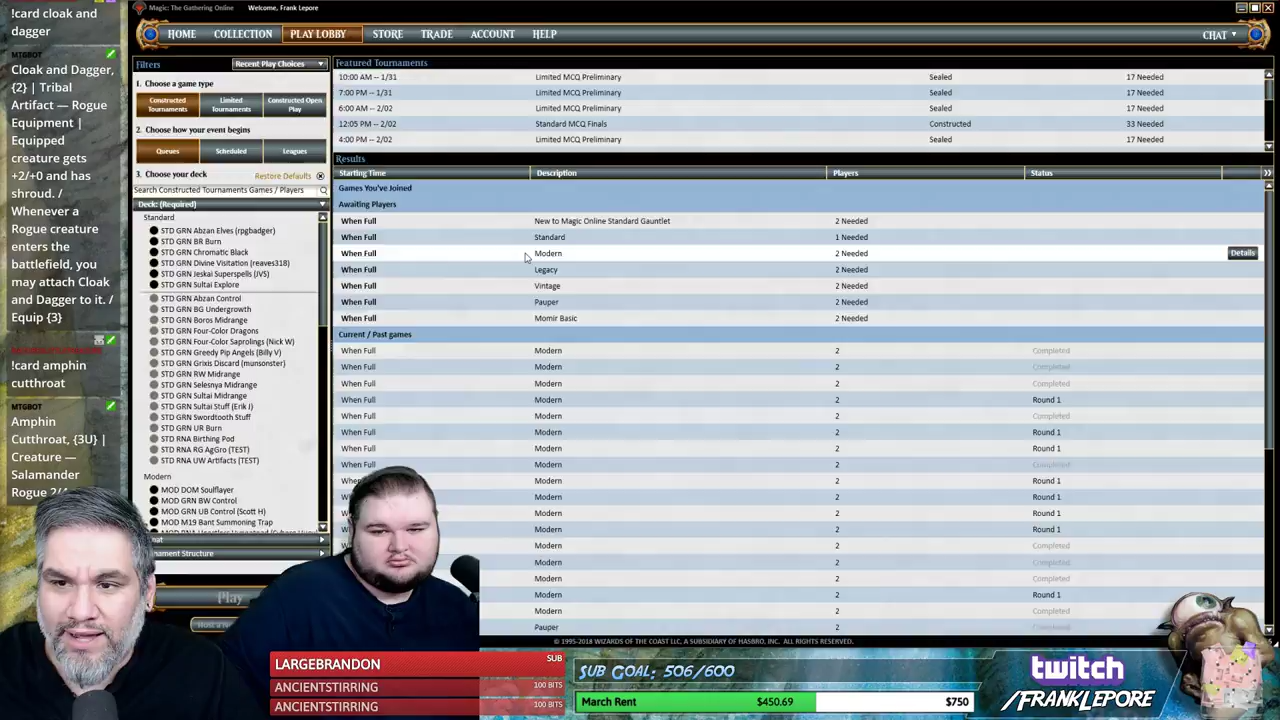 !card cloak and
dagger
MTGBOT
Cloak and Dagger,
{2} | Tribal
Artifact — Rogue
Equipment |
Equipped
creature gets
+2/+0 and has
shroud. /
Whenever a
Rogue creature
enters the
battlefield, you
may attach Cloak
and Dagger to it. /
Equip {3}
!card amphin
cutthroat
MTGBOT
Amphin
Cutthroat, {3U} |
Creature —
Salamander
Rogue 2/
Magic: The Gathering Online Welcome, Frank Lepore
HOME COLLECTION PLAY LOBBY STORE TRADE ACCOUNT HELP CHAT
Filters Recent Play Choices
1. Choose a game type
Constructed Tournaments Limited Tournaments Constructed Open Play
2. Choose how your event begins
Queues Scheduled Leagues
3. Choose your deck Restore Defaults
Search Constructed Tournaments Games / Players
Deck: (Required)
Standard
STD GRN Abzan Elves (rpgbadger)
STD GRN BR Burn
STD GRN Chromatic Black
STD GRN Divine Visitation (reaves318)
STD GRN Jeskai Superspells (JVS)
STD GRN Sultai Explore
STD GRN Abzan Control
STD GRN BG Undergrowth
STD GRN Boros Midrange
STD GRN Four-Color Dragons
STD GRN Four-Color Saprolings (Nick W)
STD GRN Greedy Pip Angels (Billy V)
STD GRN Grixis Discard (munsonster)
STD GRN RW Midrange
STD GRN Selesnya Midrange
STD GRN Sultai Midrange
STD GRN Sultai Stuff (Erik J)
STD GRN Swordtooth Stuff
STD GRN UR Burn
STD RNA Birthing Pod
STD RNA RG AgGro (TEST)
STD RNA UW Artifacts (TEST)
Modern
MOD DOM Soulflayer
MOD GRN BW Control
MOD GRN UB Control (Scott H)
MOD M19 Bant Summoning Trap
Structure
Play
Featured Tournaments
10:00 AM -- 1/31 Limited MCQ Preliminary Sealed 17 Needed
7:00 PM -- 1/31 Limited MCQ Preliminary Sealed 17 Needed
6:00 AM -- 2/02 Limited MCQ Preliminary Sealed 17 Needed
12:05 PM -- 2/02 Standard MCQ Finals Constructed 33 Needed
4:00 PM -- 2/02 Limited MCQ Preliminary Sealed 17 Needed
Results
Starting Time Description Players Status
Games You've Joined
Awaiting Players
When Full New to Magic Online Standard Gauntlet 2 Needed
When Full Standard 1 Needed
When Full Modern 2 Needed Details
When Full Legacy 2 Needed
When Full Vintage 2 Needed
When Full Pauper 2 Needed
When Full Momir Basic 2 Needed
Current / Past games
When Full Modern 2 Completed
When Full Modern 2 Completed
When Full Modern 2 Completed
When Full Modern 2 Round 1
When Full Modern 2 Completed
When Full Modern 2 Round 1
When Full Modern 2 Round 1
When Full Modern 2 Completed
Modern 2 Round 1
Modern 2 Round 1
Modern 2 Round 1
Modern 2 Round 1
Modern 2 Completed
Modern 2 Completed
Modern 2 Completed
Modern 2 Round 1
Modern 2 Completed
Pauper 2 Completed
© 1995-2018 WIZARDS OF THE COAST LLC, A SUBSIDIARY OF HASBRO, INC. ALL RIGHTS RESERVED.
LARGEBRANDON SUB
ANCIENTSTIRRING 100 BITS
ANCIENTSTIRRING 100 BITS
SUB GOAL: 506/600
March Rent $450.69 $750
twitch
/FRANKLEPORE